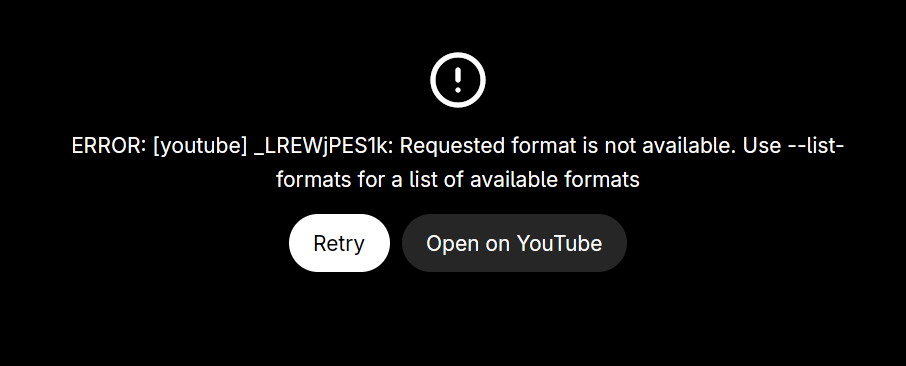 ERROR: [youtube] _LREWjPES1k: Requested format is not available. Use --list-
formats for a list of available formats
Retry
Open on YouTube